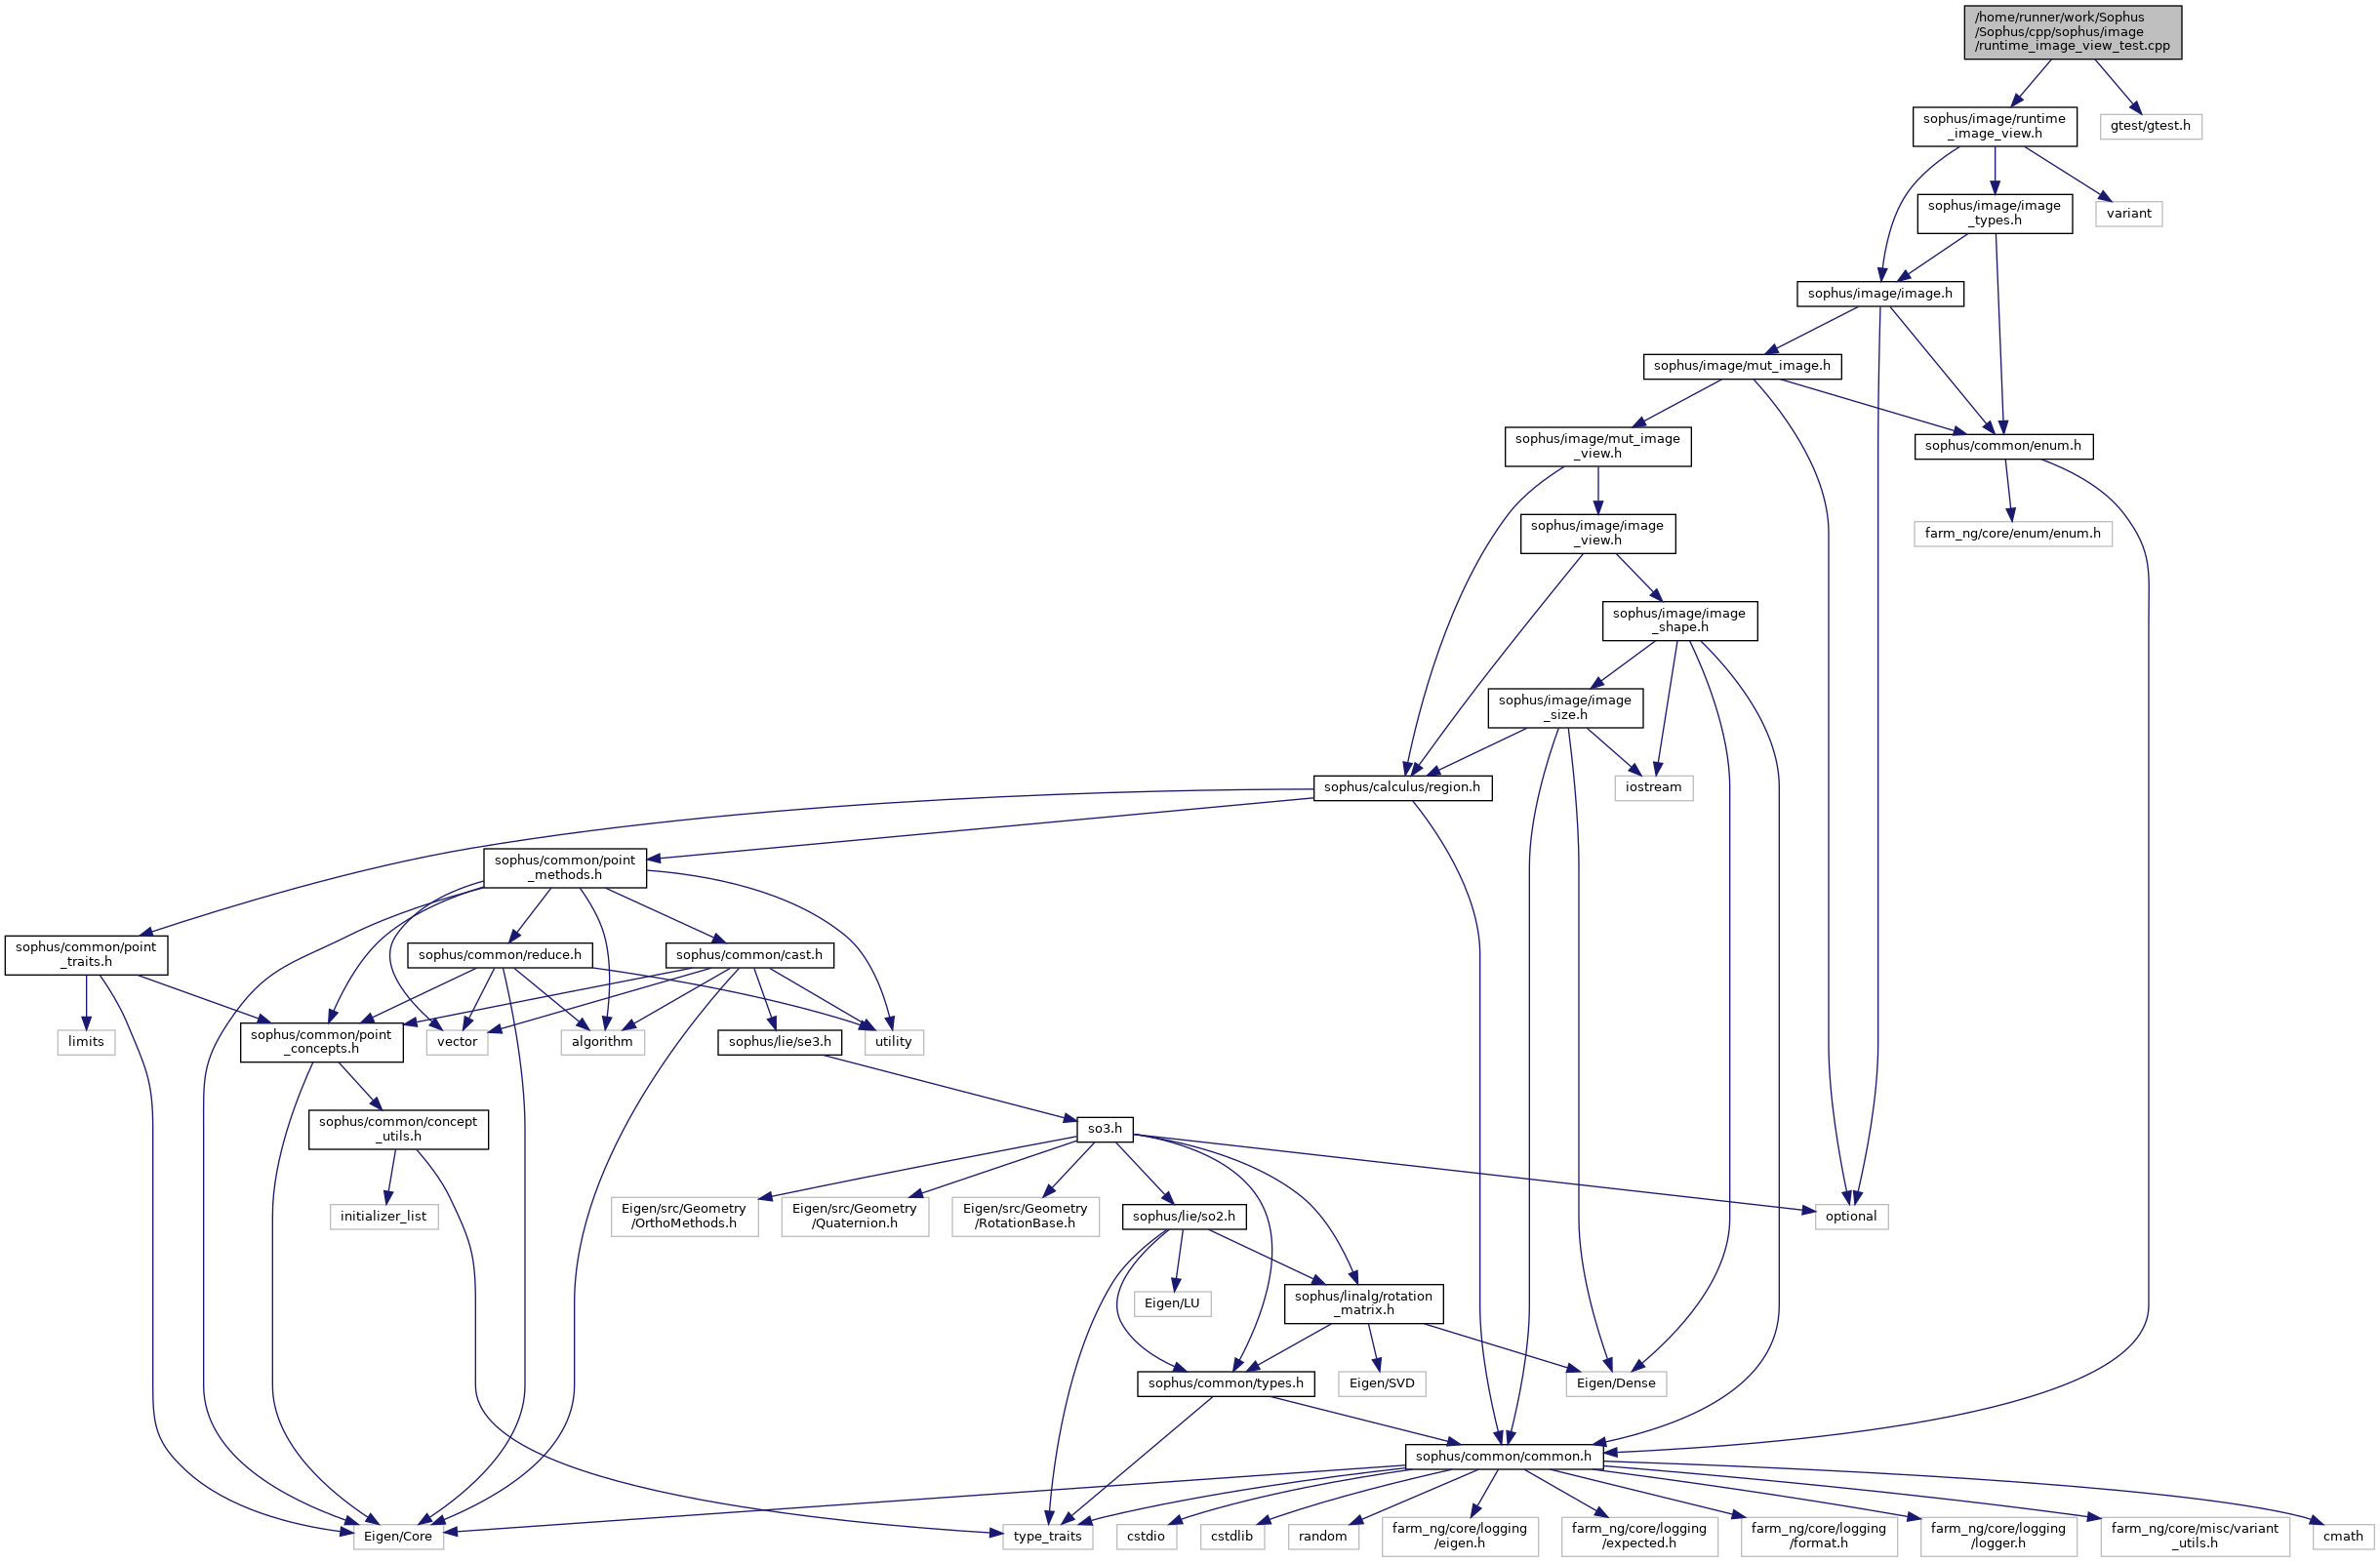 /home/runner/work/Sophus
/Sophus/cpp/sophus/image
/runtime_image_view_test.cpp
sophus/image/runtime
_image_view.h
gtest/gtest.h
sophus/image/image
_types.h
variant
sophus/image/image.h
sophus/image/mut_image.h
sophus/image/mut_image
_view.h
sophus/common/enum.h
sophus/image/image
_view.h
farm_ng/core/enum/enum.h
sophus/image/image
_shape.h
sophus/image/image
_size.h
sophus/calculus/region.h
iostream
sophus/common/point
_methods.h
sophus/common/point
_traits.h
sophus/common/reduce.h
sophus/common/cast.h
limits
sophus/common/point
_concepts.h
vector
algorithm
sophus/lie/se3.h
utility
sophus/common/concept
_utils.h
so3.h
initializer_list
Eigen/src/Geometry
/OrthoMethods.h
Eigen/src/Geometry
/Quaternion.h
Eigen/src/Geometry
/RotationBase.h
sophus/lie/so2.h
optional
Eigen/LU
sophus/linalg/rotation
_matrix.h
sophus/common/types.h
Eigen/SVD
Eigen/Dense
sophus/common/common.h
Eigen/Core
type_traits
cstdio
cstdlib
random
farm_ng/core/logging
/eigen.h
farm_ng/core/logging
/expected.h
farm_ng/core/logging
/format.h
farm_ng/core/logging
/logger.h
farm_ng/core/misc/variant
_utils.h
cmath